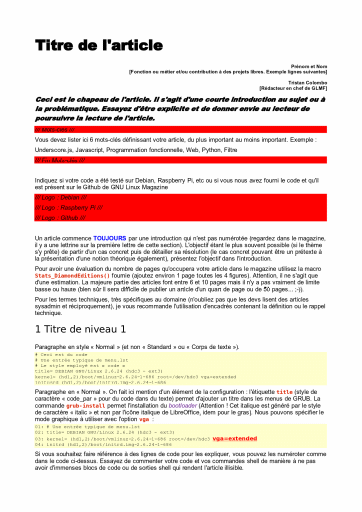 Titre de l'article
Prénom et Nom
[Fonction ou métier et/ou contribution à des projets libres. Exemple lignes suivantes]
Tristan Colombo
[Rédacteur en chef de GLMF]
Ceci est le chapeau de l'article. Il s'agit d'une courte introduction au sujet ou à
la problématique. Essayez d'être explicite et de donner envie au lecteur de
poursuivre la lecture de l'article.
/// Mots-clés ///
Vous devez lister ici 6 mots-clés définissant votre article, du plus important au moins important. Exemple :
Underscore.js, Javascript, Programmation fonctionnelle, Web, Python, Filtre
/// Fin Mots-clés ///
Indiquez si votre code a été testé sur Debian, Raspberry Pi, etc ou si vous nous avez fourni le code et qu'il
est présent sur le Github de GNU Linux Magazine
/// Logo : Debian ///
/// Logo : Raspberry Pi ///
/// Logo : Github ///
Un article commence TOUJOURS par une introduction qui n'est pas numérotée (regardez dans le magazine,
il y a une lettrine sur la première lettre de cette section). L'objectif étant le plus souvent possible (si le thème
s'y prête) de partir d'un cas concret puis de détailler sa résolution (le cas concret pouvant être un prétexte à
la présentation d'une notion théorique également), présentez l'objectif dans l'introduction.
Pour avoir une évaluation du nombre de pages qu'occupera votre article dans le magazine utilisez la macro
Stats_DiamondEditions() fournie (ajoutez environ 1 page toutes les 4 figures). Attention, il ne s'agit que
d'une estimation. La majeure partie des articles font entre 6 et 10 pages mais il n'y a pas vraiment de limite
basse ou haute (bien sûr il sera difficile de publier un article d'un quart de page ou de 50 pages... ;-)).
Pour les termes techniques, très spécifiques au domaine (n'oubliez pas que les devs lisent des articles
sysadmin et réciproquement), je vous recommande l'utilisation d'encadrés contenant la définition ou le rappel
technique.
1 Titre de niveau 1
Paragraphe en style « Normal » (et non « Standard » ou « Corps de texte »).
# Ceci est du code
# Une entrée typique de menu.lst
# Le style employé est « code »
title= DEBIAN GNU/Linux 2.6.24 (hdc3 - ext3)
kernel= (hd1,2)/boot/vmlinuz-2.6.24-1-686 root=/dev/hdc3 vga=extended
initrd= (hd1,2)/boot/initrd.img-2.6.24-1-686
Paragraphe en « Normal ». On fait ici mention d'un élément de la configuration : l'étiquette title (style de
caractère « code_par » pour du code dans du texte) permet d'ajouter un titre dans les menus de GRUB. La
commande grub-install permet l'installation du bootloader (Attention ! Cet italique est généré par le style
de caractère « italic » et non par l'icône italique de LibreOffice, idem pour le gras). Nous pouvons spécifier le
mode graphique à utiliser avec l'option vga :
01: # Une entrée typique de menu.lst
02: title= DEBIAN GNU/Linux 2.6.24 (hdc3 - ext3)
03: kernel= (hd1,2)/boot/vmlinuz-2.6.24-1-686 root=/dev/hdc3 vga=extended
04: initrd (hd1,2)/boot/initrd.img-2.6.24-1-686
Si vous souhaitez faire référence à des lignes de code pour les expliquer, vous pouvez les numéroter comme
dans le code ci-dessus. Essayez de commenter votre code et vos commandes shell de manière à ne pas
avoir d'immenses blocs de code ou de sorties shell qui rendent l'article illisible.